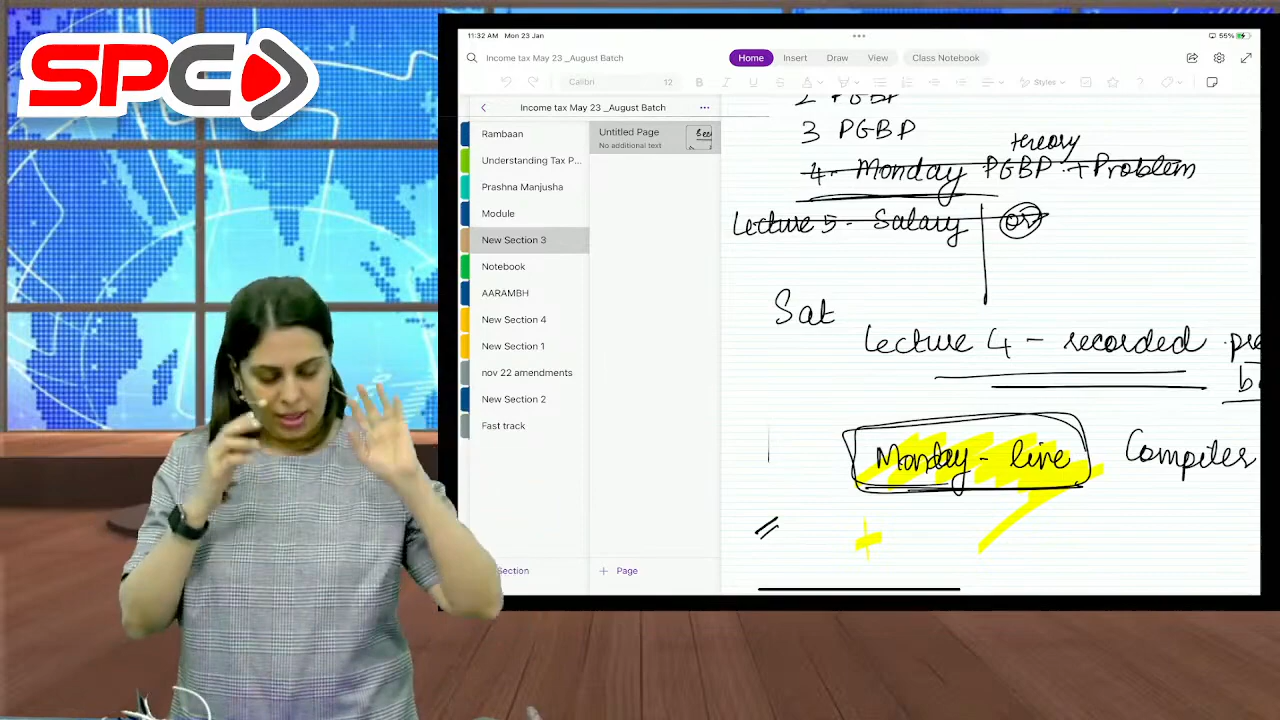 SPC
11:32 AM Mon 23 Jan
55%
Income tax May 23 _August Batch
Home Insert Draw View Class Notebook
Calibri 12 B I U A Styles
Income tax May 23 _August Batch
Rambaan
Understanding Tax P...
Prashna Manjusha
Module
New Section 3
Notebook
AARAMBH
New Section 4
New Section 1
nov 22 amendments
New Section 2
Fast track
Section
Untitled Page
No additional text
+ Page
2 PGBP
3 PGBP
theory
4. Monday PGBP + Problem
Lecture 5 - Salary or
Sat
Lecture 4 - recorded pre
Monday - live